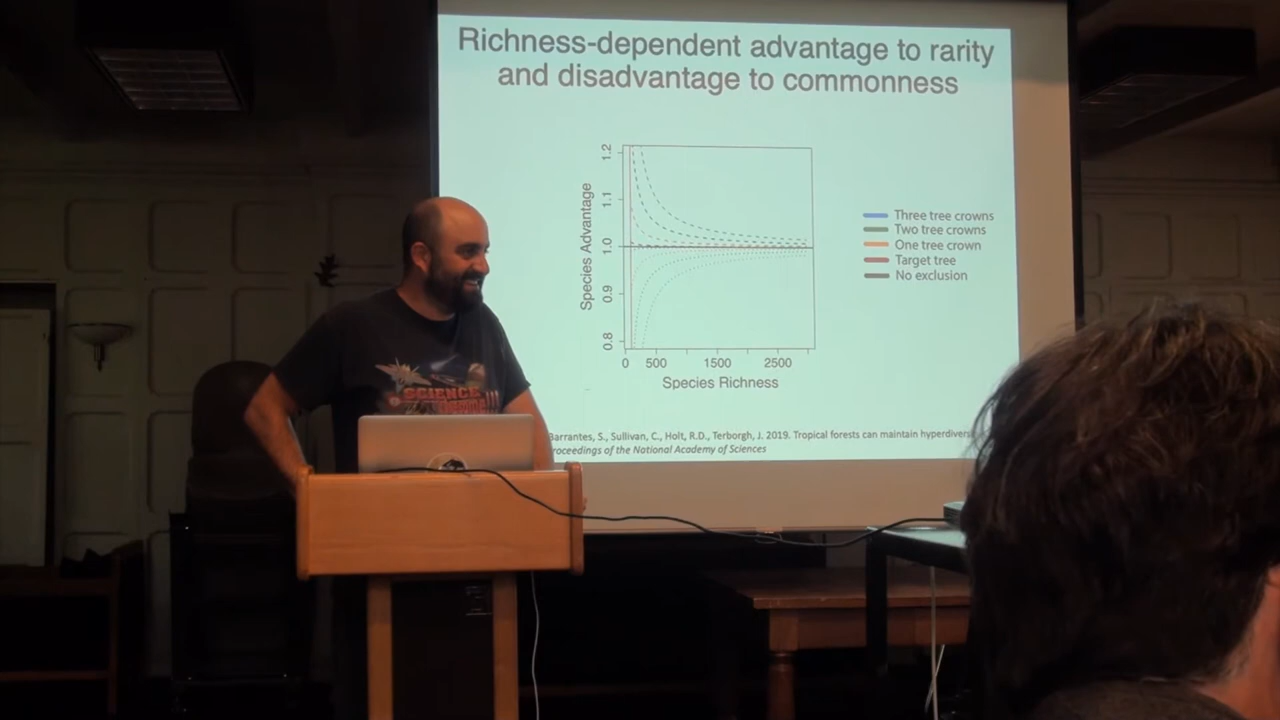 Richness-dependent advantage to rarity
and disadvantage to commonness
1.2
1.1
1.0
0.9
0.8
Species Advantage
0
500
1500
2500
Species Richness
Three tree crowns
Two tree crowns
One tree crown
Target tree
No exclusion
Barrantes, S., Sullivan, C., Holt, R.D., Terborgh, J. 2019. Tropical forests can maintain hyperdivers
roceedings of the National Academy of Sciences
SCIENCE